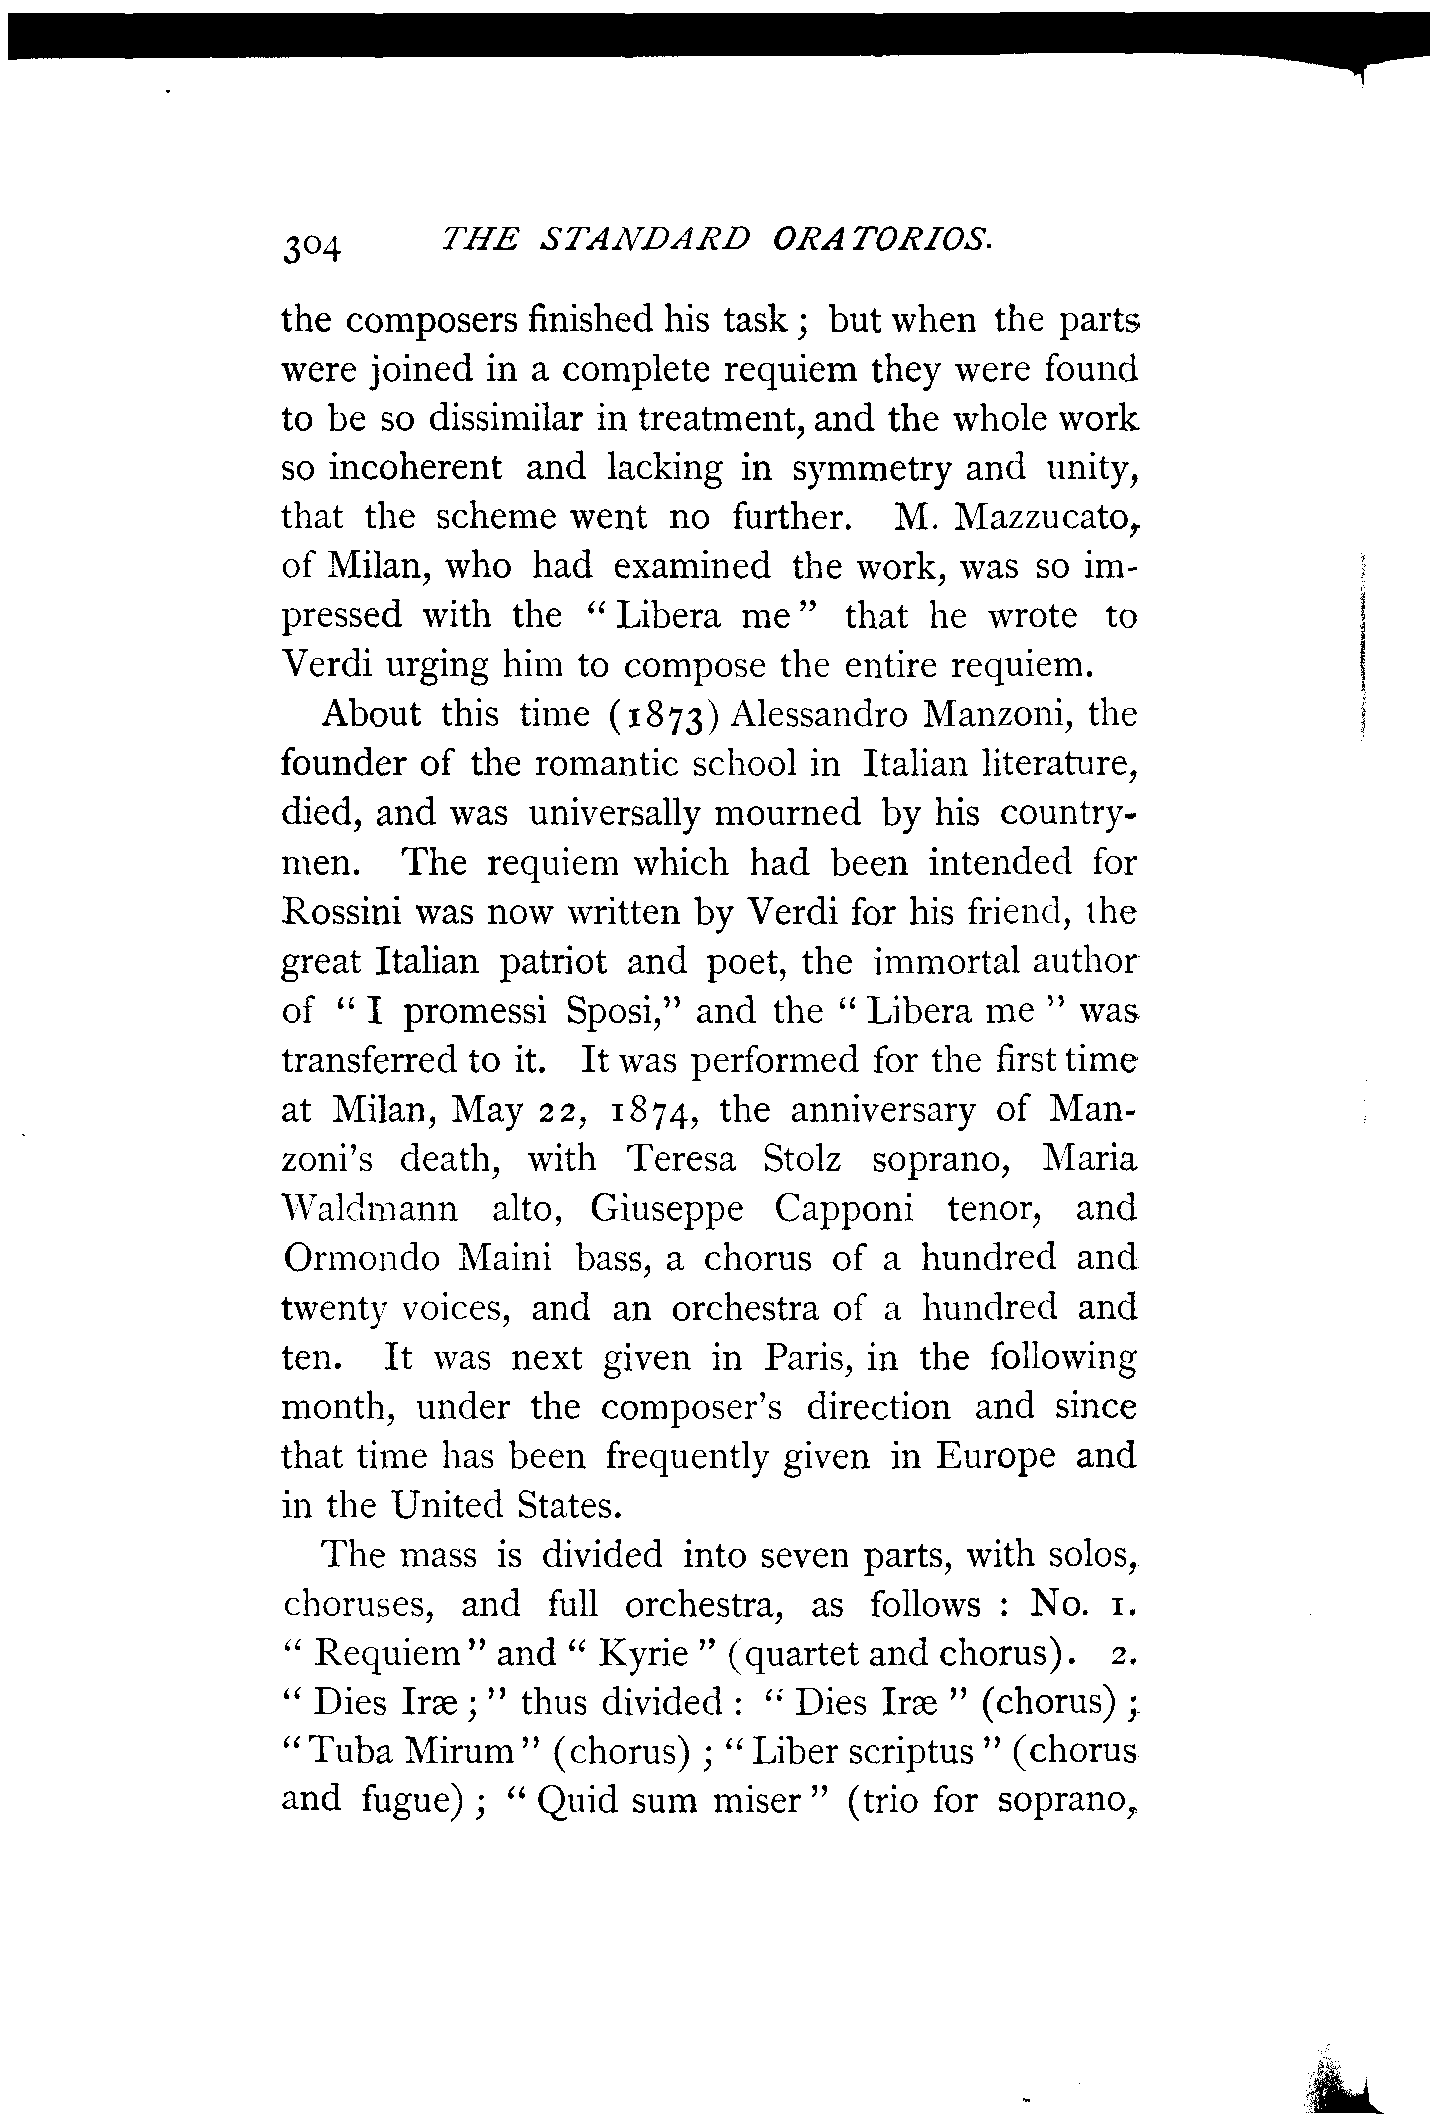 304 THE STANDARD ORATORIOS.
the composers finished his task ; but when the parts
were joined in a complete requiem they were found
to be so dissimilar in treatment, and the whole work
so incoherent and lacking in symmetry and unity,
that the scheme went no further. M. Mazzucato,
of Milan, who had examined the work, was so im-
pressed with the “ Libera me ” that he wrote to
Verdi urging him to compose the entire requiem.
About this time (1873) Alessandro Manzoni, the
founder of the romantic school in Italian literature,
died, and was universally mourned by his country-
men. The requiem which had been intended for
Rossini was now written by Verdi for his friend, the
great Italian patriot and poet, the immortal author
of “ I promessi Sposi,” and the “ Libera me ” was
transferred to it. It was performed for the first time
at Milan, May 22, 1874, the anniversary of Man-
zoni’s death, with Teresa Stolz soprano, Maria
Waldmann alto, Giuseppe Capponi tenor, and
Ormondo Maini bass, a chorus of a hundred and
twenty voices, and an orchestra of a hundred and
ten. It was next given in Paris, in the following
month, under the composer’s direction and since
that time has been frequently given in Europe and
in the United States.
The mass is divided into seven parts, with solos,
choruses, and full orchestra, as follows : No. 1.
“ Requiem ” and “ Kyrie ” (quartet and chorus). 2.
“ Dies Iræ ; ” thus divided : “ Dies Iræ ” (chorus) ;
“ Tuba Mirum ” (chorus) ; “ Liber scriptus ” (chorus
and fugue) ; “ Quid sum miser ” (trio for soprano,